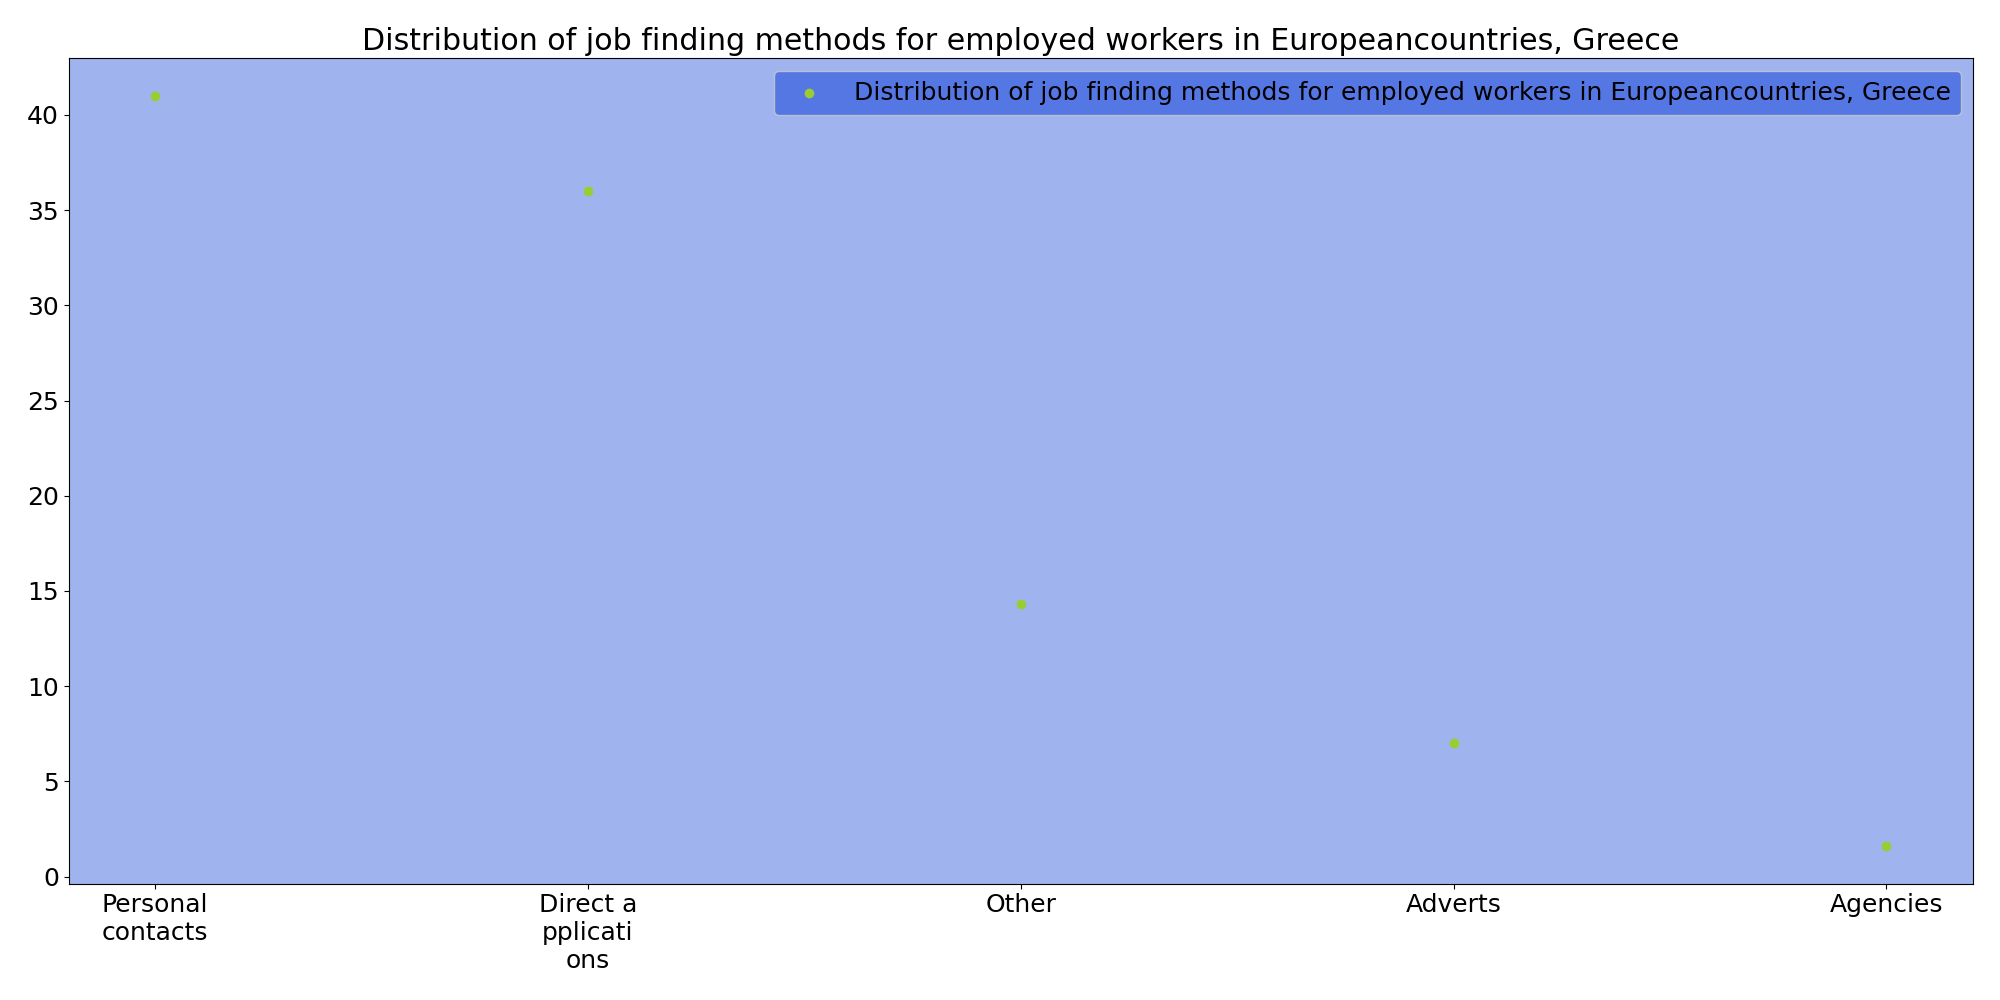 Distribution of job finding methods for employed workers in Europeancountries, Greece
Distribution of job finding methods for employed workers in Europeancountries, Greece
40
35
30
25
20
15
10
5
0
Personal
contacts
Direct a
pplicati
ons
Other
Adverts
Agencies